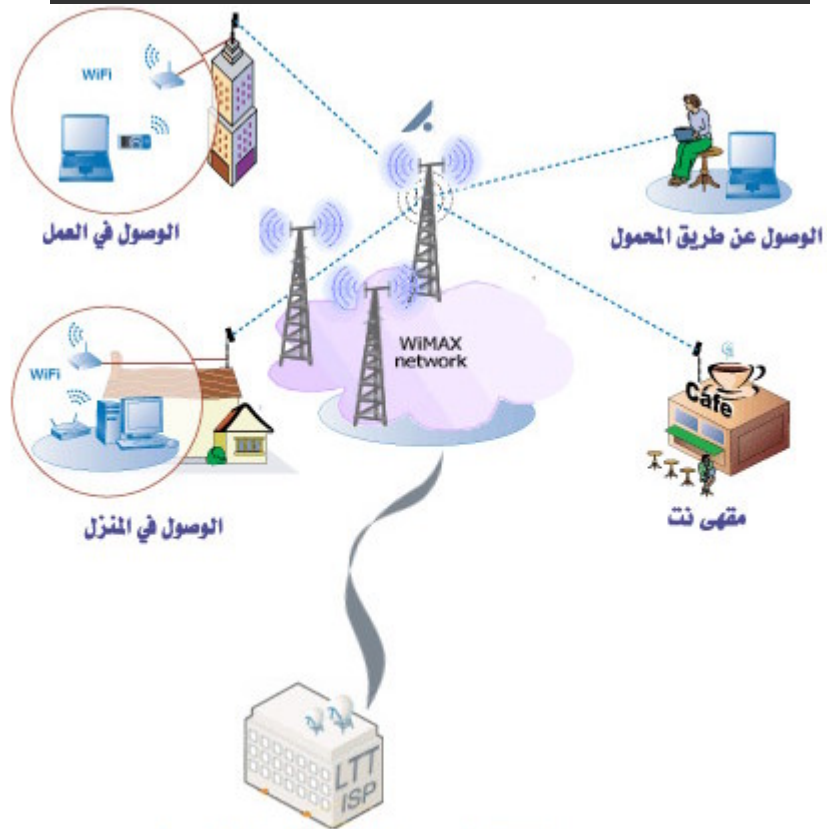 WiFi
الوصول في العمل
الوصول عن طريق المحمول
WiMAX
network
WiFi
الوصول في المنزل
Cafe
مقهى نت
LTT
ISP